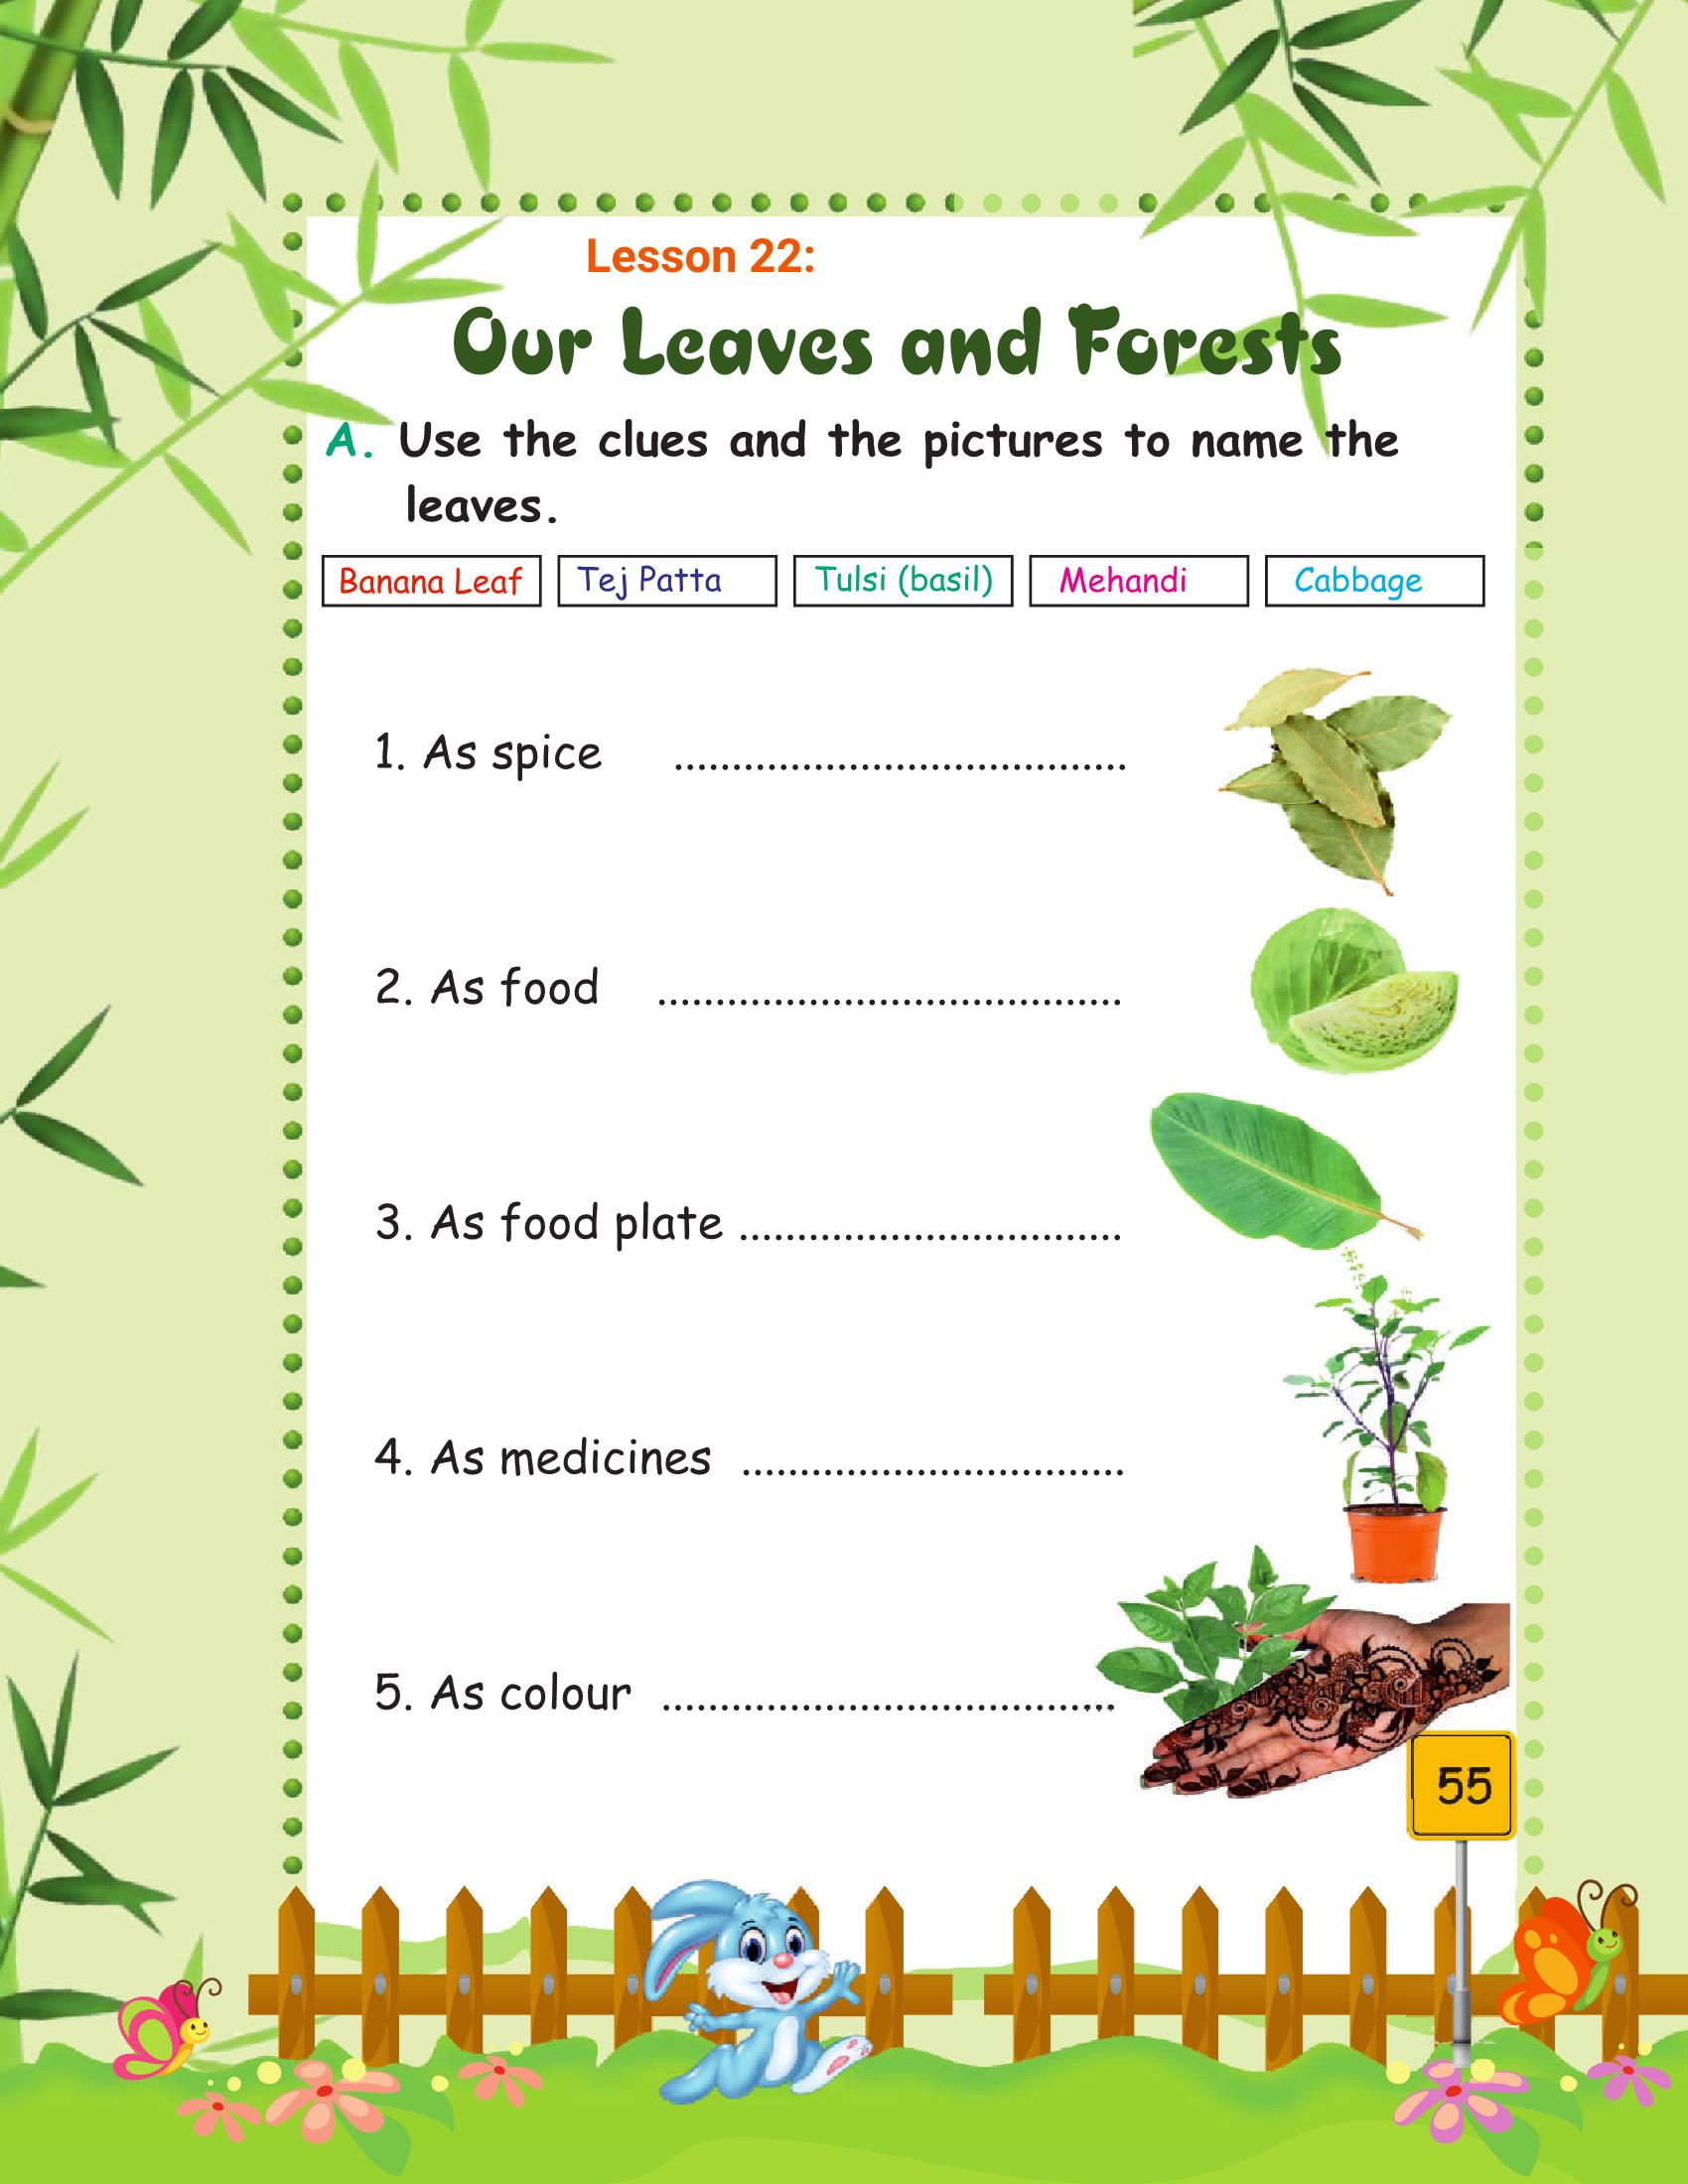 Lesson 22:
Our Leaves and Forests
A. Use the clues and the pictures to name the
leaves.
Banana Leaf Tej Patta Tulsi (basil) Mehandi Cabbage
1. As spice .......................................
2. As food ........................................
3. As food plate .................................
4. As medicines .................................
5. As colour .......................................
55